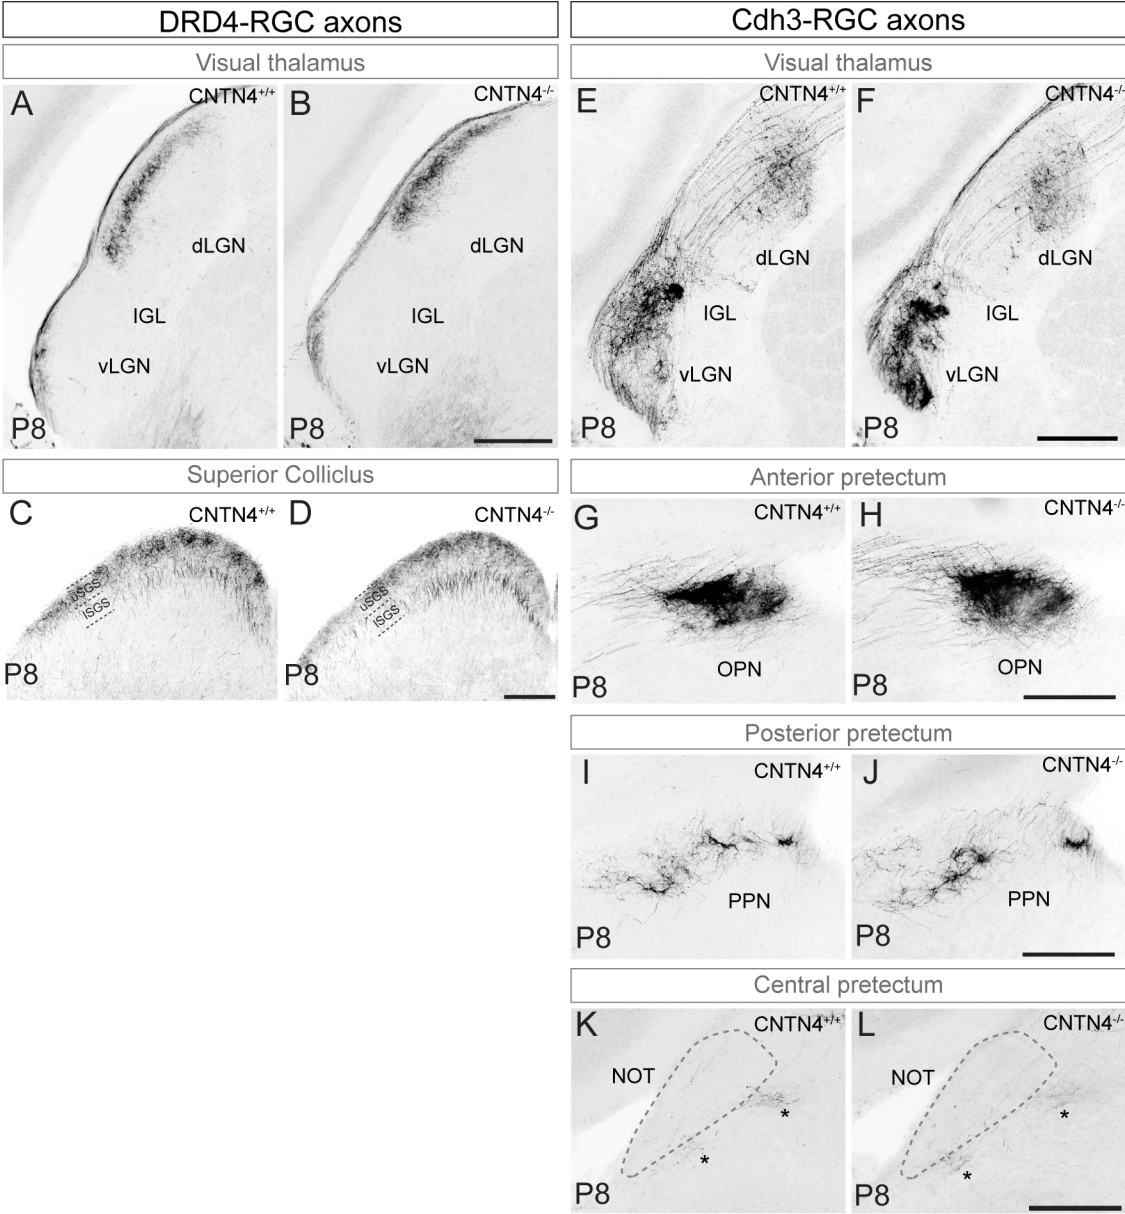 DRD4-RGC axons
Visual thalamus
A
CNTN4+/+
dLGN
IGL
vLGN
P8
B
CNTN4-/-
dLGN
IGL
vLGN
P8
Superior Colliclus
C
CNTN4+/+
uSGS
lSGS
P8
D
CNTN4-/-
uSGS
lSGS
P8
Cdh3-RGC axons
Visual thalamus
E
CNTN4+/+
dLGN
IGL
vLGN
P8
F
CNTN4-/-
dLGN
IGL
vLGN
P8
Anterior pretectum
G
CNTN4+/+
OPN
P8
H
CNTN4-/-
OPN
P8
Posterior pretectum
I
CNTN4+/+
PPN
P8
J
CNTN4-/-
PPN
P8
Central pretectum
K
CNTN4+/+
NOT
*
*
P8
L
CNTN4-/-
NOT
*
*
P8